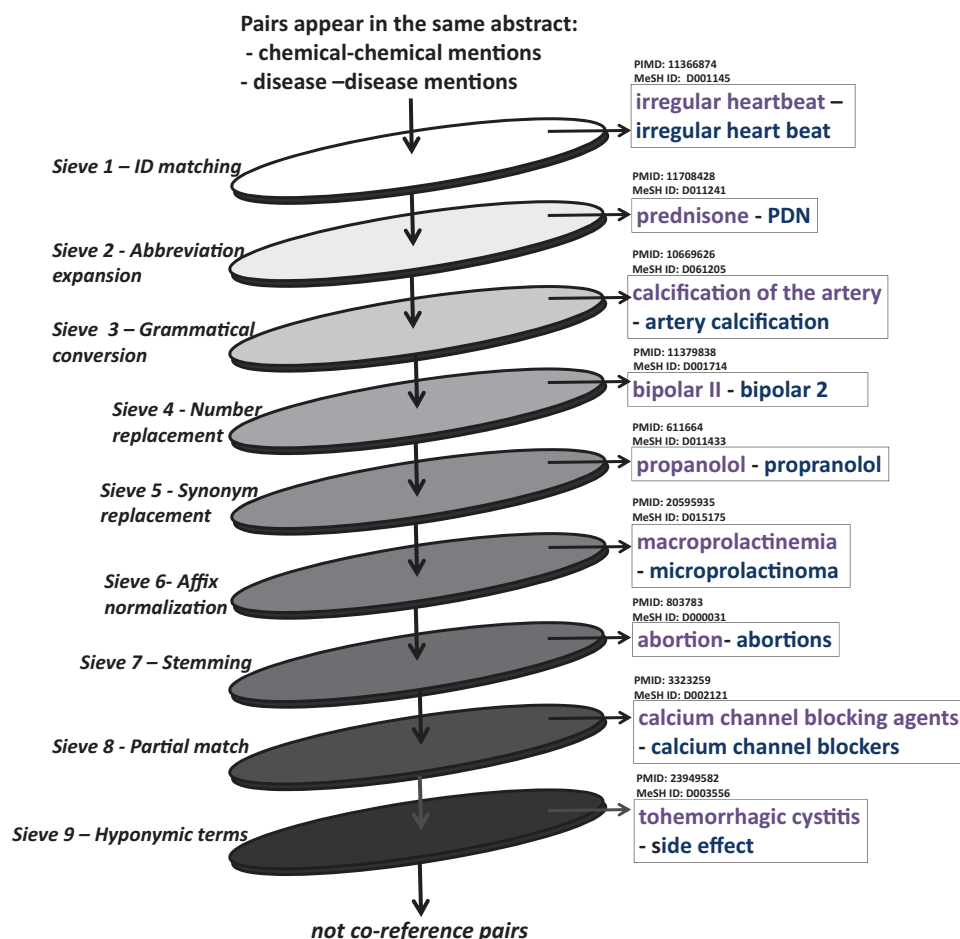 Pairs appear in the same abstract:
- chemical-chemical mentions
- disease –disease mentions
PIMD: 11366874
MeSH ID: D001145
irregular heartbeat –
irregular heart beat
Sieve 1 – ID matching
PMID: 11708428
MeSH ID: D011241
prednisone - PDN
Sieve 2 - Abbreviation
expansion
PMID: 10669626
MeSH ID: D061205
calcification of the artery
- artery calcification
Sieve 3 – Grammatical
conversion
PMID: 11379838
MeSH ID: D001714
bipolar II - bipolar 2
Sieve 4 - Number
replacement
PMID: 611664
MeSH ID: D011433
propanolol - propranolol
Sieve 5 - Synonym
replacement
PMID: 20595935
MeSH ID: D015175
macroprolactinemia
- microprolactinoma
Sieve 6- Affix
normalization
PMID: 803783
MeSH ID: D000031
abortion- abortions
Sieve 7 – Stemming
PMID: 3323259
MeSH ID: D002121
calcium channel blocking agents
- calcium channel blockers
Sieve 8 - Partial match
PMID: 23949582
MeSH ID: D003556
tohemorrhagic cystitis
- side effect
Sieve 9 – Hyponymic terms
not co-reference pairs